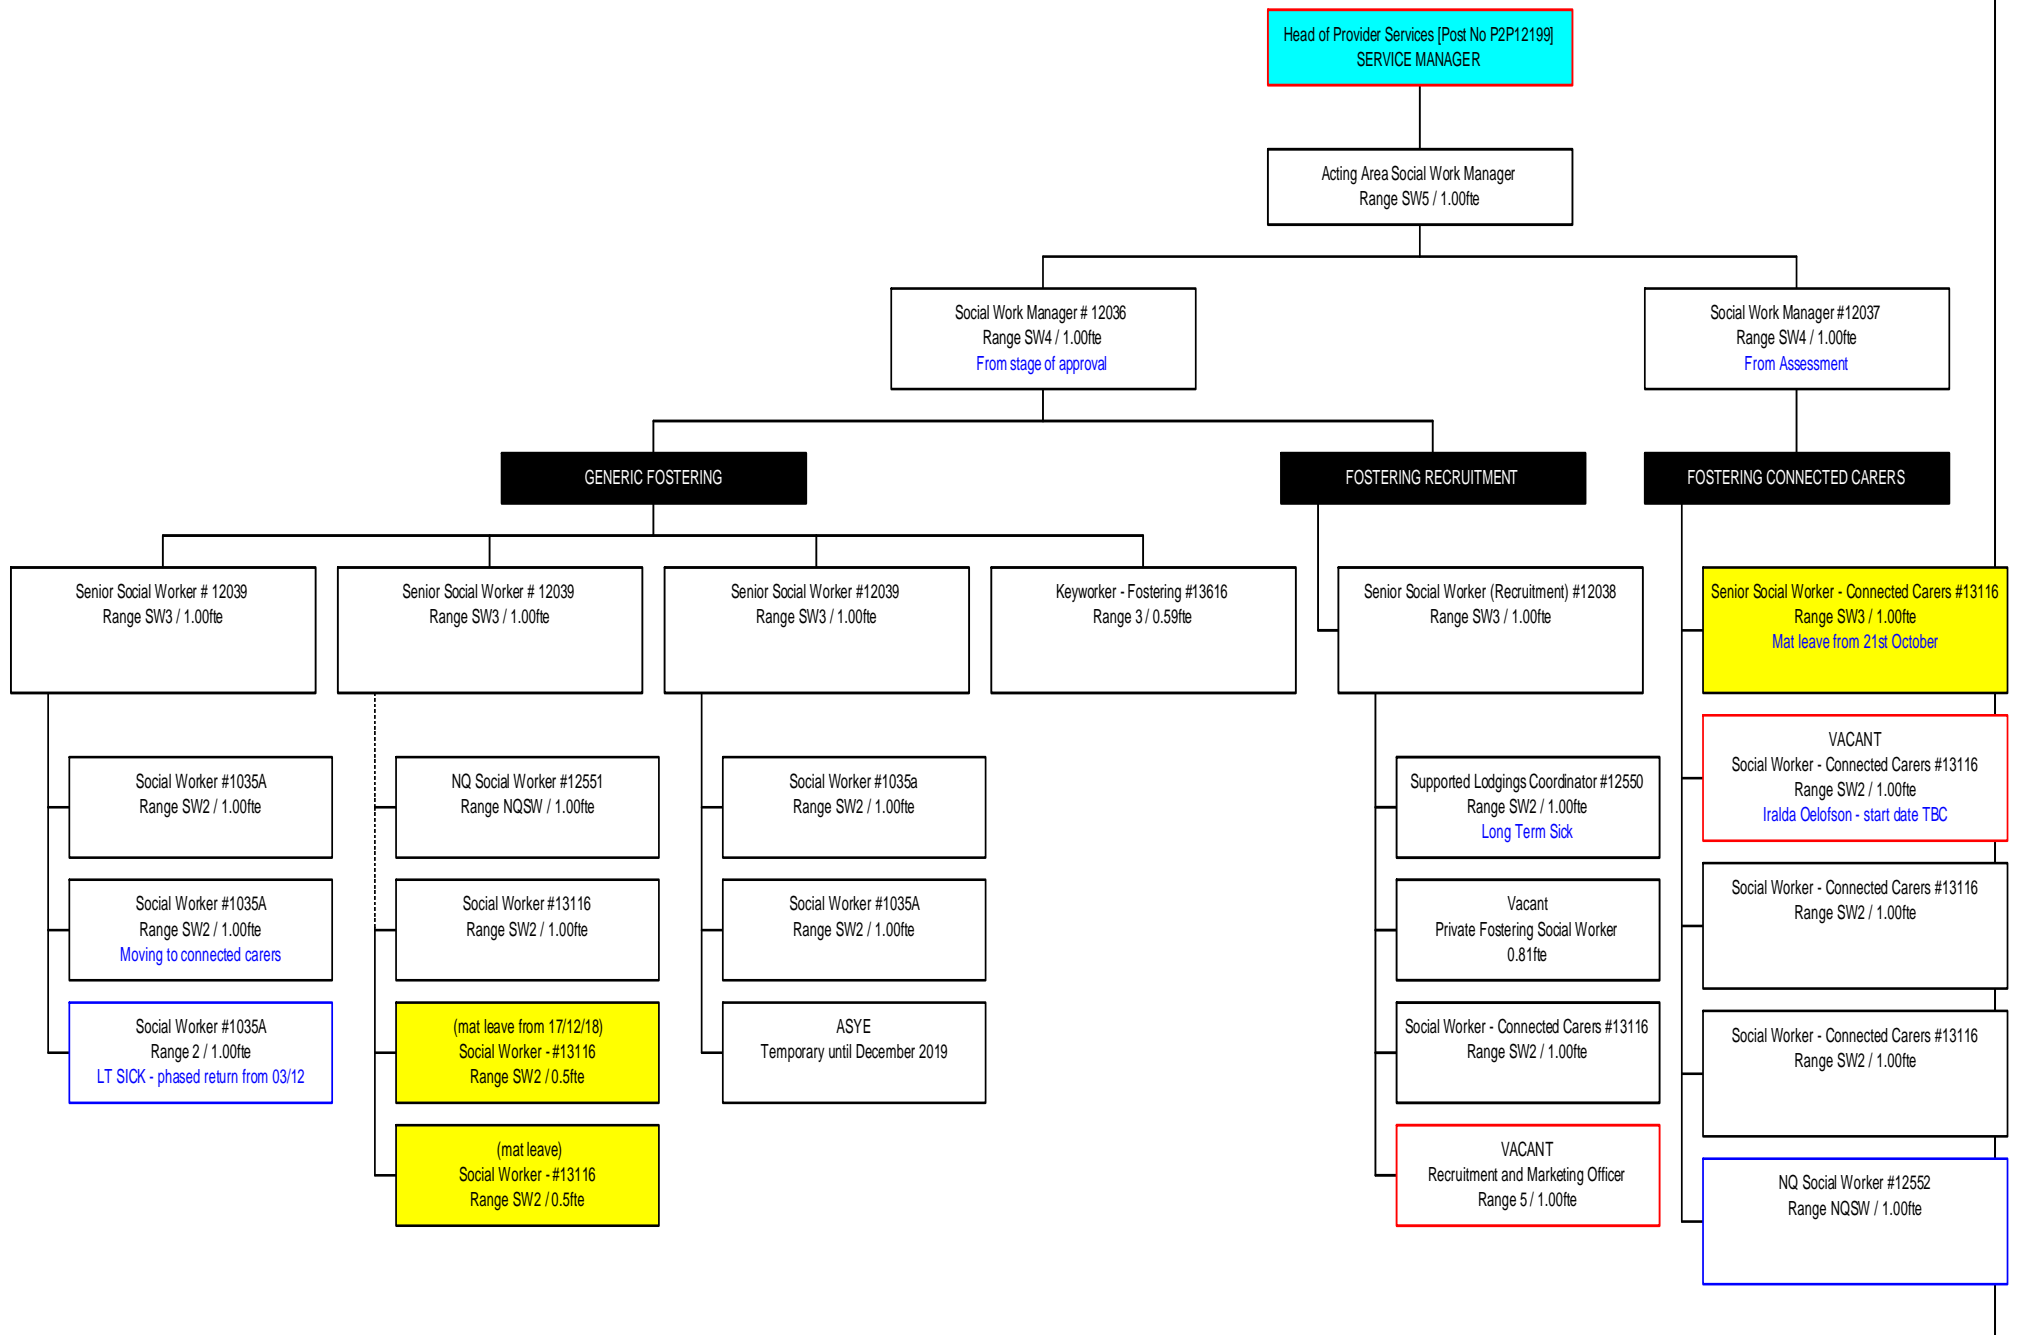 Head of Provider Services [Post No P2P12199]
SERVICE MANAGER
Acting Area Social Work Manager
Range SW5 / 1.00fte
Social Work Manager # 12036
Range SW4 / 1.00fte
From stage of approval
Social Work Manager #12037
Range SW4 / 1.00fte
From Assessment
GENERIC FOSTERING
FOSTERING RECRUITMENT
FOSTERING CONNECTED CARERS
Senior Social Worker # 12039
Range SW3 / 1.00fte
Senior Social Worker # 12039
Range SW3 / 1.00fte
Senior Social Worker #12039
Range SW3 / 1.00fte
Keyworker - Fostering #13616
Range 3 / 0.59fte
Senior Social Worker (Recruitment) #12038
Range SW3 / 1.00fte
Senior Social Worker - Connected Carers #13116
Range SW3 / 1.00fte
Mat leave from 21st October
Social Worker #1035A
Range SW2 / 1.00fte
Social Worker #1035A
Range SW2 / 1.00fte
Moving to connected carers
Social Worker #1035A
Range 2 / 1.00fte
LT SICK - phased return from 03/12
NQ Social Worker #12551
Range NQSW / 1.00fte
Social Worker #13116
Range SW2 / 1.00fte
(mat leave from 17/12/18)
Social Worker - #13116
Range SW2 / 0.5fte
(mat leave)
Social Worker - #13116
Range SW2 / 0.5fte
Social Worker #1035a
Range SW2 / 1.00fte
Social Worker #1035A
Range SW2 / 1.00fte
ASYE
Temporary until December 2019
Supported Lodgings Coordinator #12550
Range SW2 / 1.00fte
Long Term Sick
Vacant
Private Fostering Social Worker
0.81fte
Social Worker - Connected Carers #13116
Range SW2 / 1.00fte
VACANT
Recruitment and Marketing Officer
Range 5 / 1.00fte
VACANT
Social Worker - Connected Carers #13116
Range SW2 / 1.00fte
Iralda Oelofson - start date TBC
Social Worker - Connected Carers #13116
Range SW2 / 1.00fte
Social Worker - Connected Carers #13116
Range SW2 / 1.00fte
NQ Social Worker #12552
Range NQSW / 1.00fte